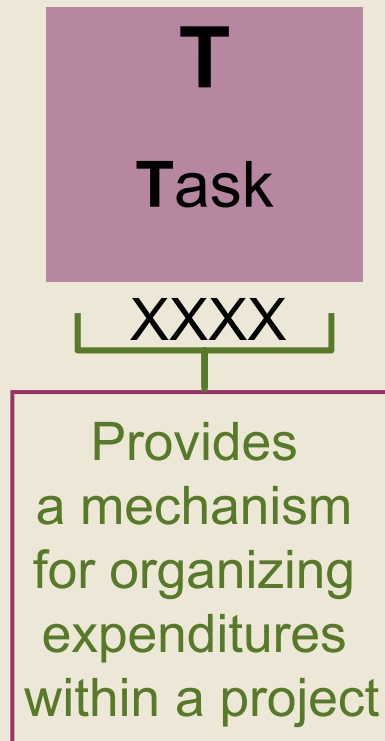 T
Task
XXXX
Provides
a mechanism
for organizing
expenditures
within a project